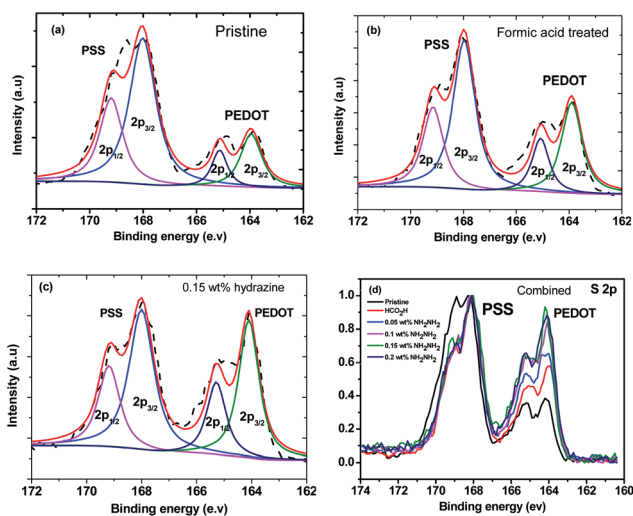 (a)
Pristine
PSS
PEDOT
2p1/2
2p3/2
2p1/2
2p3/2
Intensity (a.u)
172 170 168 166 164 162
Binding energy (e.v)
(b)
Formic acid treated
PSS
PEDOT
2p1/2
2p3/2
2p1/2
2p3/2
Intensity (a.u)
172 170 168 166 164 162
Binding energy (e.v)
(c)
0.15 wt% hydrazine
PSS
PEDOT
2p1/2
2p3/2
2p1/2
2p3/2
Intensity (a.u)
172 170 168 166 164 162
Binding energy (e.v)
(d)
Combined
S 2p
Pristine
HCO2H
0.05 wt% NH2NH2
0.1 wt% NH2NH2
0.15 wt% NH2NH2
0.2 wt% NH2NH2
PSS
PEDOT
Intensity (a.u)
1.0
0.8
0.6
0.4
0.2
0.0
174 172 170 168 166 164 162 160
Binding energy (ev)